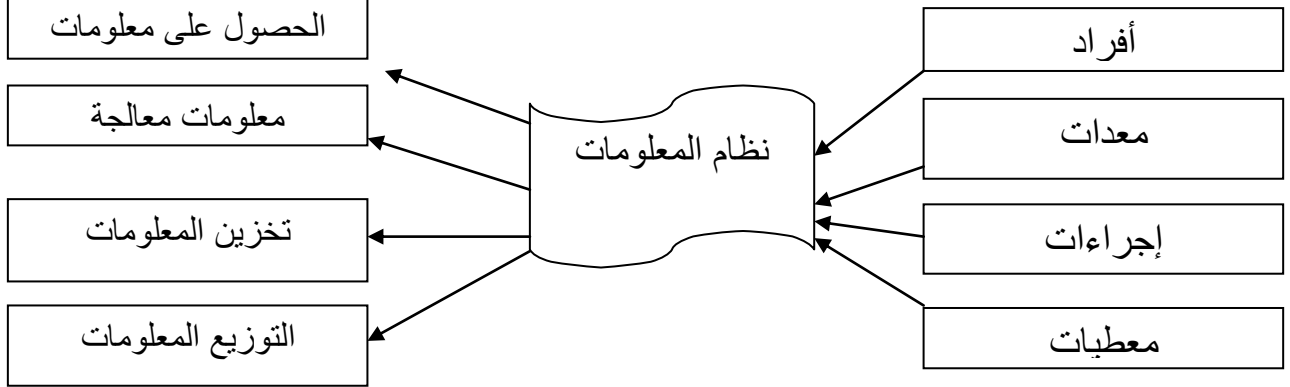 أفراد
معدات
إجراءات
معطيات
نظام المعلومات
الحصول على معلومات
معلومات معالجة
تخزين المعلومات
التوزيع المعلومات